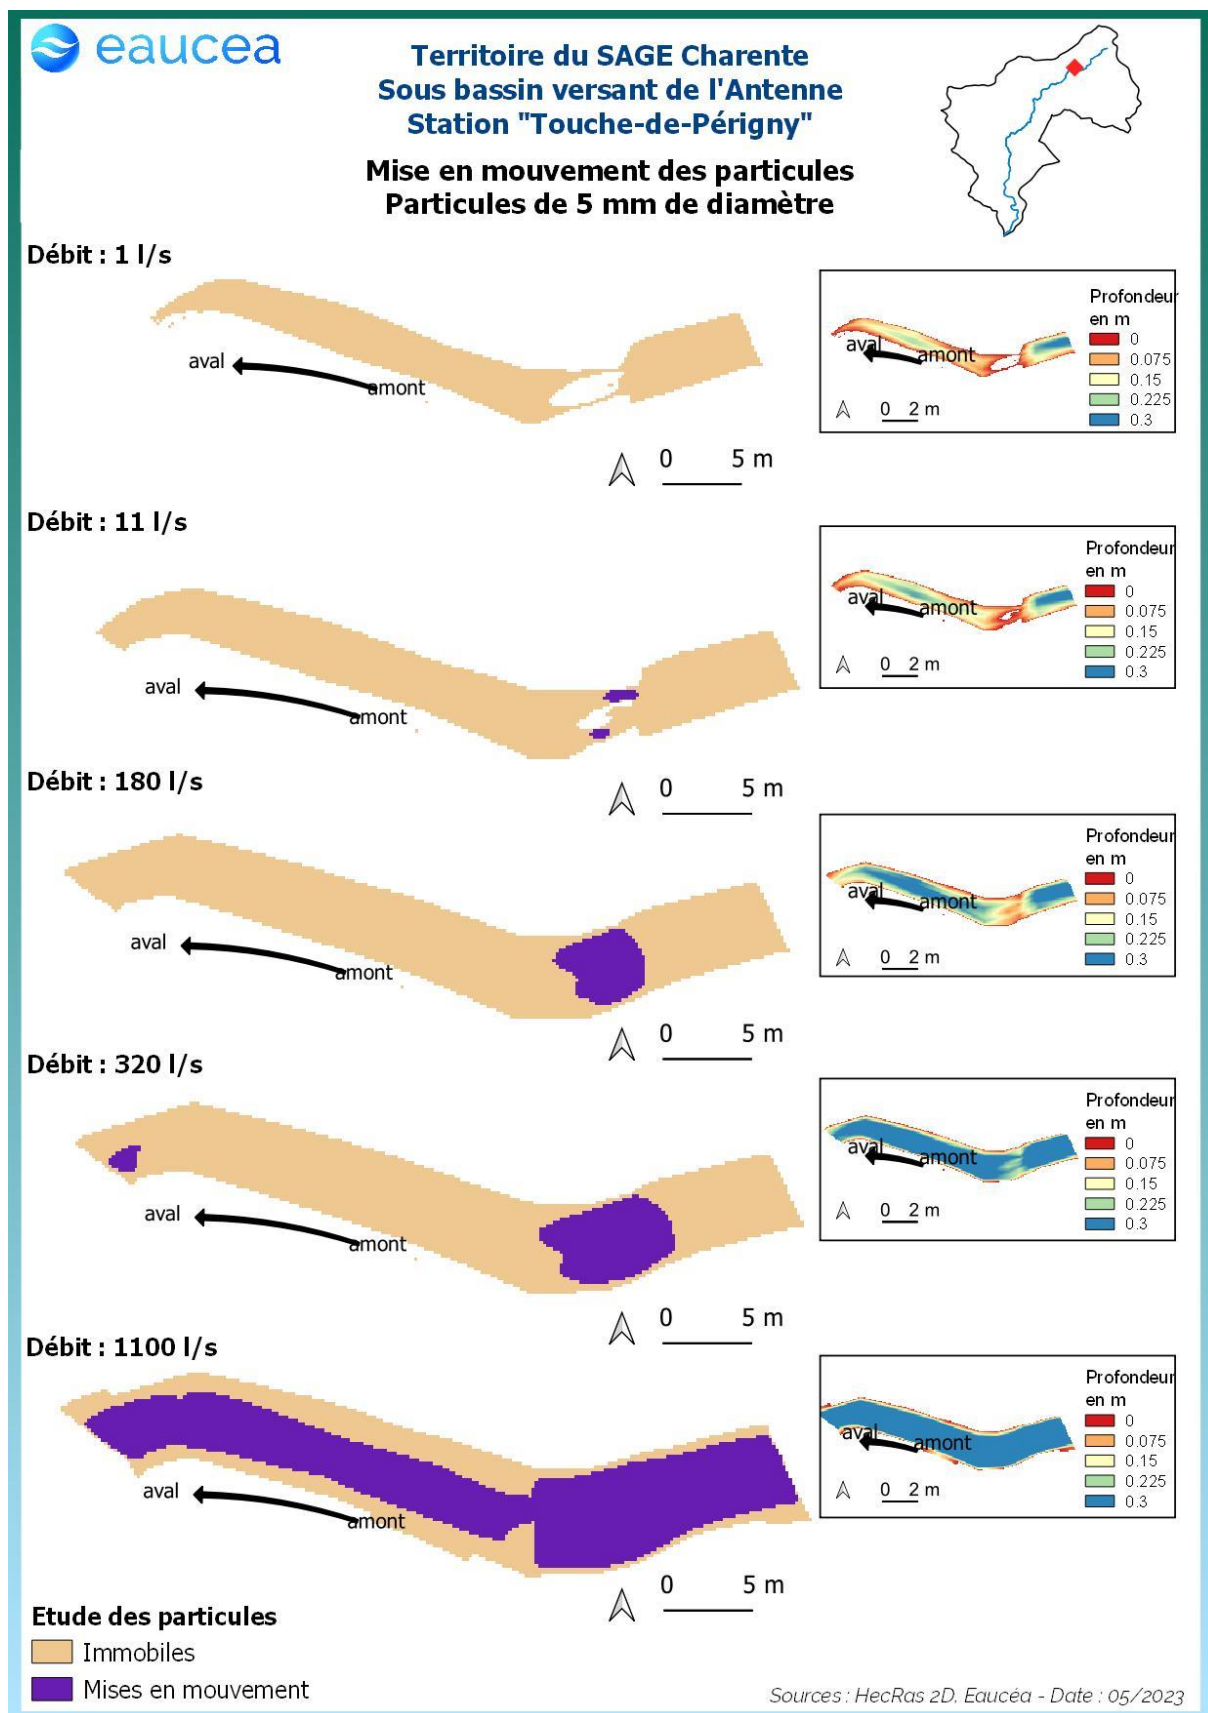 eaucea
Territoire du SAGE Charente
Sous bassin versant de l'Antenne
Station "Touche-de-Périgny"
Mise en mouvement des particules
Particules de 5 mm de diamètre
Débit : 1 l/s
aval
amont
0 5 m
Profondeur
en m
0
0.075
0.15
0.225
0.3
aval
amont
0 2 m
Débit : 11 l/s
aval
amont
0 5 m
Profondeur
en m
0
0.075
0.15
0.225
0.3
aval
amont
0 2 m
Débit : 180 l/s
aval
amont
0 5 m
Profondeur
en m
0
0.075
0.15
0.225
0.3
aval
amont
0 2 m
Débit : 320 l/s
aval
amont
0 5 m
Profondeur
en m
0
0.075
0.15
0.225
0.3
aval
amont
0 2 m
Débit : 1100 l/s
aval
amont
0 5 m
Profondeur
en m
0
0.075
0.15
0.225
0.3
aval
amont
0 2 m
Etude des particules
Immobiles
Mises en mouvement
Sources : HecRas 2D, Eaucéa - Date : 05/2023